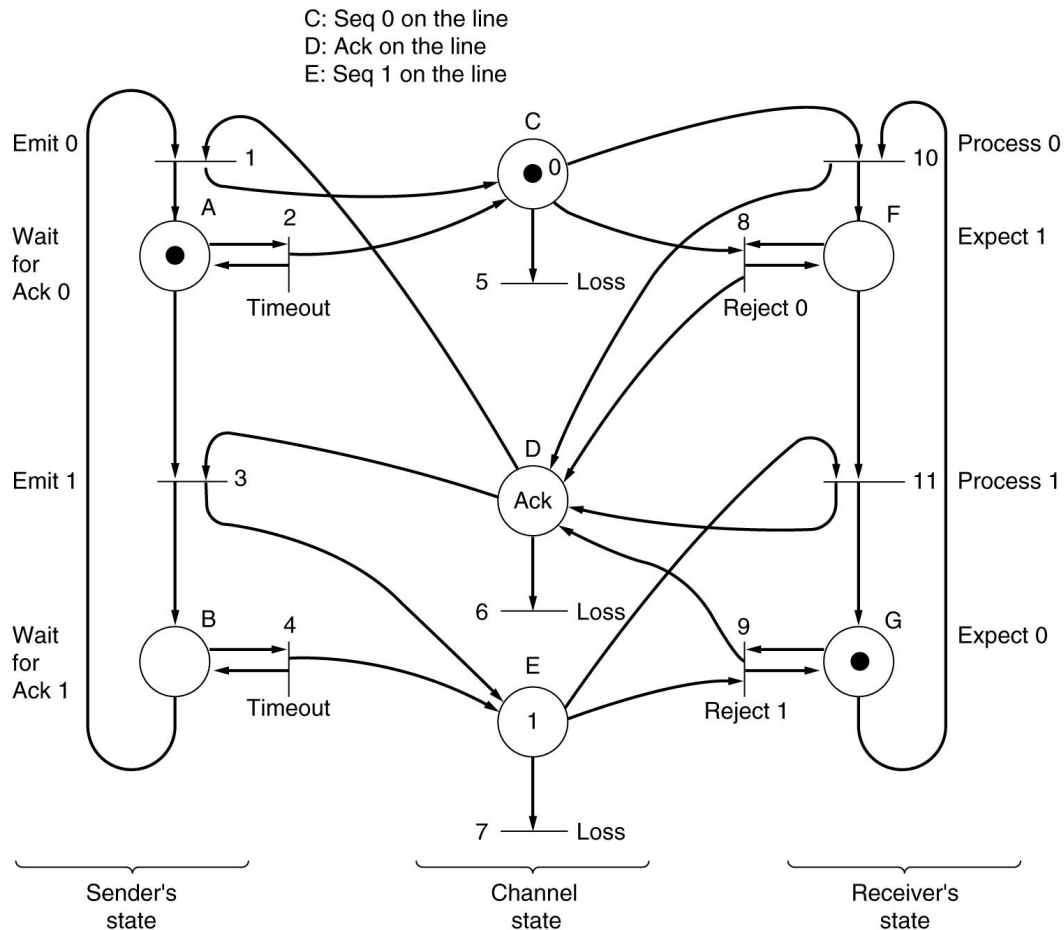 C: Seq 0 on the line
D: Ack on the line
E: Seq 1 on the line
Emit 0
1
C
0
10
Process 0
Wait
for
Ack 0
A
2
Timeout
5
Loss
8
Reject 0
F
Expect 1
Emit 1
3
D
Ack
11
Process 1
6
Loss
Wait
for
Ack 1
B
4
Timeout
E
1
9
Reject 1
G
Expect 0
7
Loss
Sender's
state
Channel
state
Receiver's
state